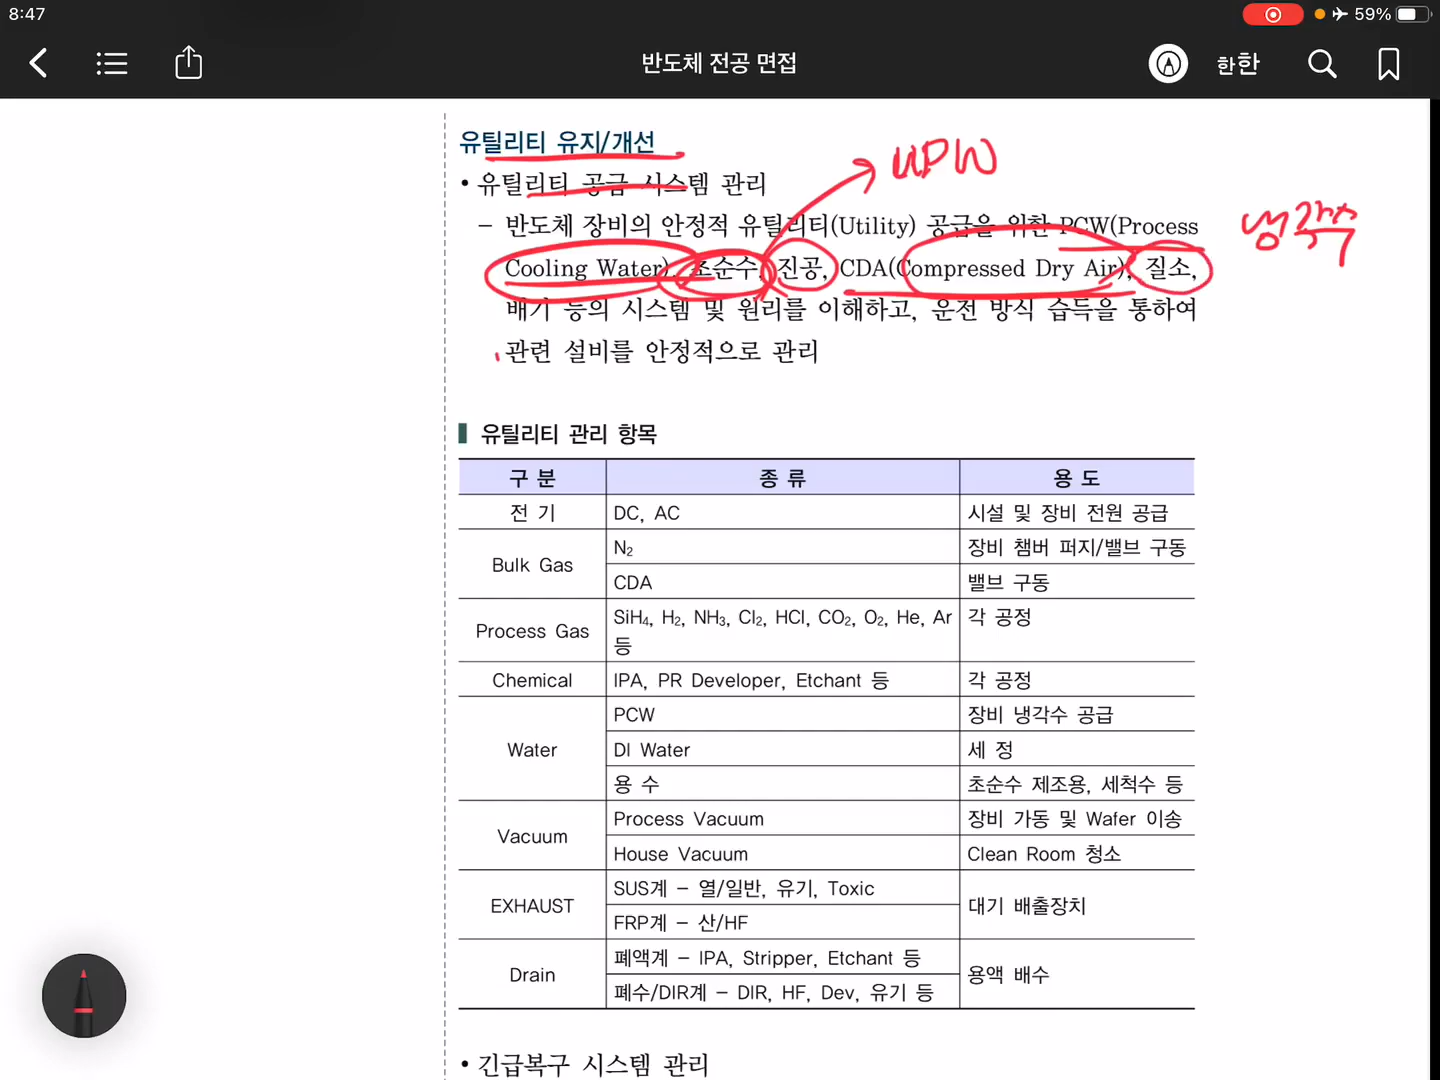 8:47
59%
반도체 전공 면접
한한
유틸리티 유지/개선
UPW
• 유틸리티 공급 시스템 관리
– 반도체 장비의 안정적 유틸리티(Utility) 공급을 위한 PCW(Process
냉각수
Cooling Water), 초순수, 진공, CDA(Compressed Dry Air), 질소,
배기 등의 시스템 및 원리를 이해하고, 운전 방식 습득을 통하여
관련 설비를 안정적으로 관리
유틸리티 관리 항목
구 분 종 류 용 도
전 기 DC, AC 시설 및 장비 전원 공급
Bulk Gas N₂ 장비 챔버 퍼지/밸브 구동
CDA 밸브 구동
Process Gas SiH₄, H₂, NH₃, Cl₂, HCl, CO₂, O₂, He, Ar 각 공정
등
Chemical IPA, PR Developer, Etchant 등 각 공정
Water PCW 장비 냉각수 공급
DI Water 세 정
용 수 초순수 제조용, 세척수 등
Vacuum Process Vacuum 장비 가동 및 Wafer 이송
House Vacuum Clean Room 청소
EXHAUST SUS계 – 열/일반, 유기, Toxic 대기 배출장치
FRP계 – 산/HF
Drain 폐액계 – IPA, Stripper, Etchant 등 용액 배수
폐수/DIR계 – DIR, HF, Dev, 유기 등
• 긴급복구 시스템 관리